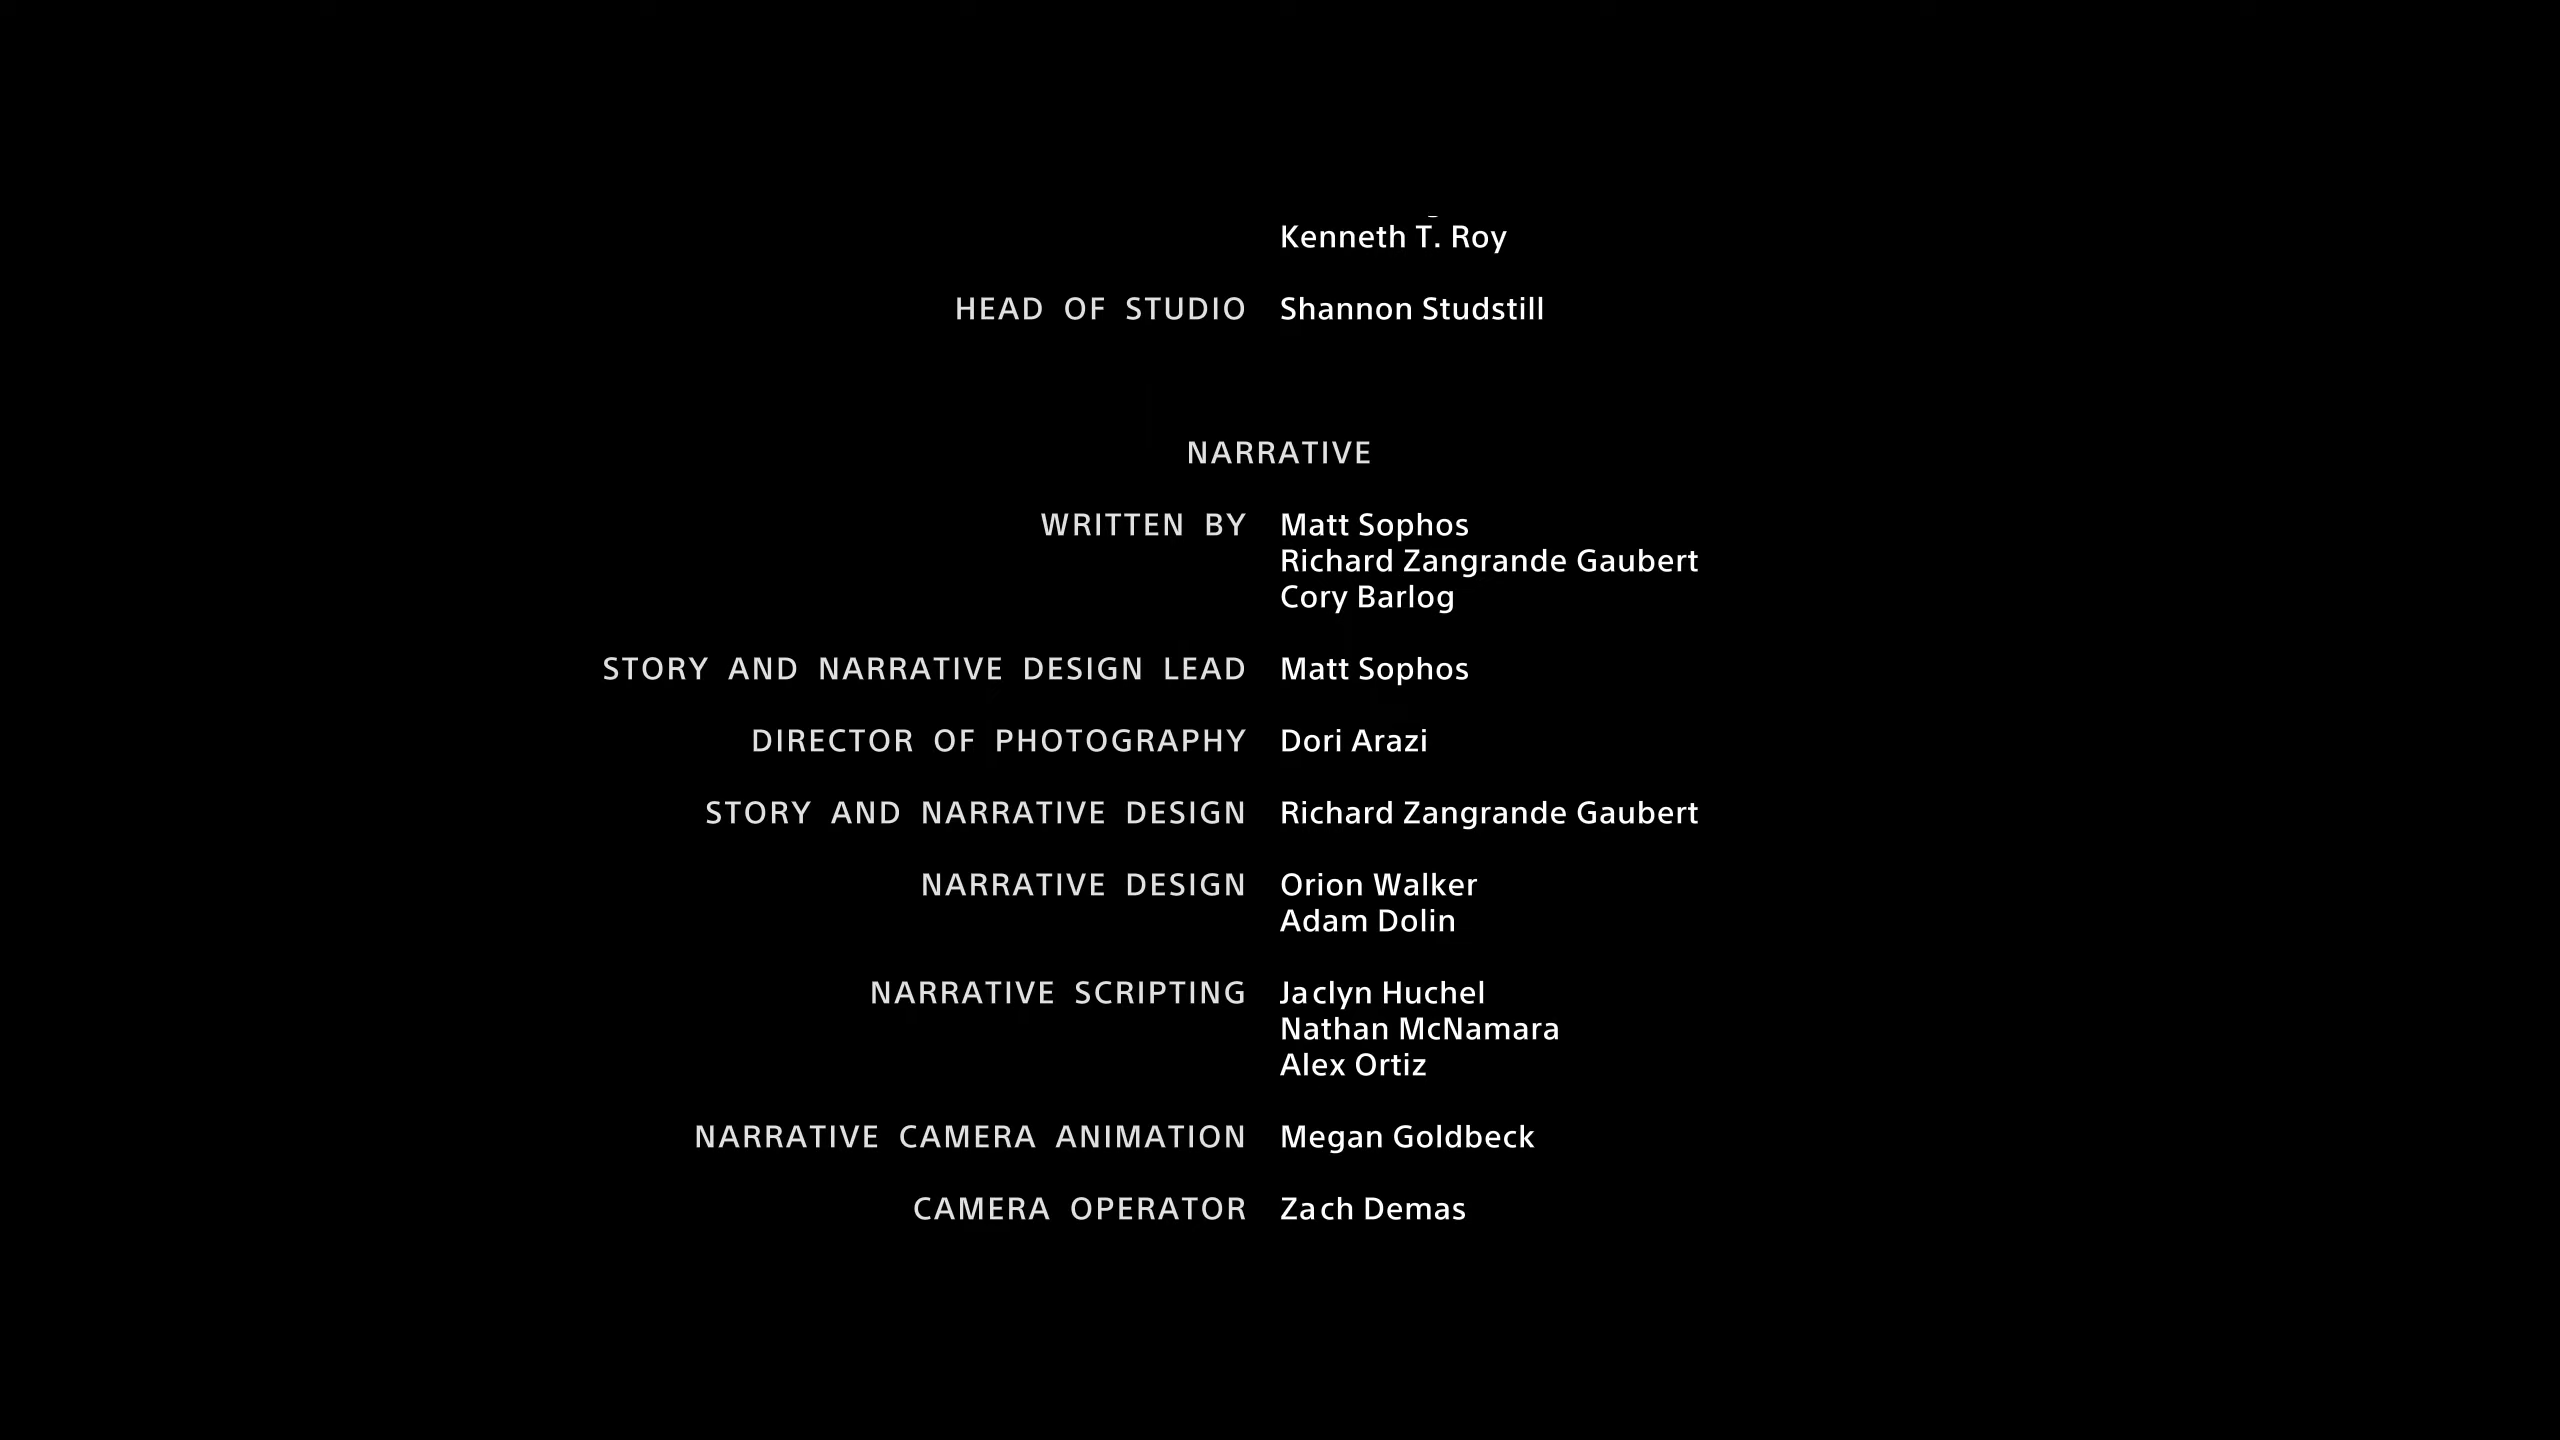 Kenneth T. Roy
HEAD OF STUDIO Shannon Studstill
NARRATIVE
WRITTEN BY Matt Sophos
Richard Zangrande Gaubert
Cory Barlog
STORY AND NARRATIVE DESIGN LEAD Matt Sophos
DIRECTOR OF PHOTOGRAPHY Dori Arazi
STORY AND NARRATIVE DESIGN Richard Zangrande Gaubert
NARRATIVE DESIGN Orion Walker
Adam Dolin
NARRATIVE SCRIPTING Jaclyn Huchel
Nathan McNamara
Alex Ortiz
NARRATIVE CAMERA ANIMATION Megan Goldbeck
CAMERA OPERATOR Zach Demas